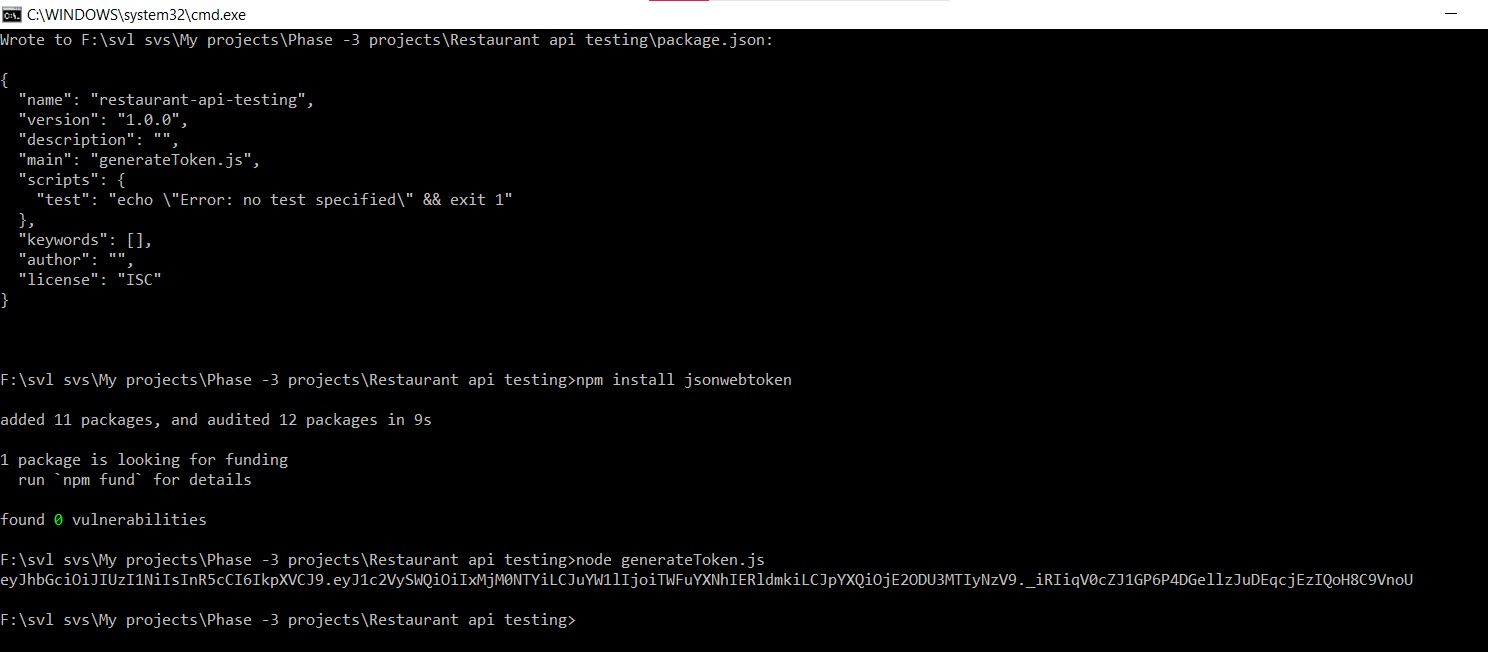 C:\WINDOWS\system32\cmd.exe
Wrote to F:\svl svs\My projects\Phase -3 projects\Restaurant api testing\package.json:
{
  "name": "restaurant-api-testing",
  "version": "1.0.0",
  "description": "",
  "main": "generateToken.js",
  "scripts": {
    "test": "echo \"Error: no test specified\" && exit 1"
  },
  "keywords": [],
  "author": "",
  "license": "ISC"
}
F:\svl svs\My projects\Phase -3 projects\Restaurant api testing>npm install jsonwebtoken
added 11 packages, and audited 12 packages in 9s
1 package is looking for funding
  run `npm fund` for details
found 0 vulnerabilities
F:\svl svs\My projects\Phase -3 projects\Restaurant api testing>node generateToken.js
eyJhbGciOiJIUzI1NiIsInR5cCI6IkpXVCJ9.eyJ1c2VySWQiOiIxMjM0NTYiLCJuYW1lIjoiTWFuYXNhIERldmkiLCJpYXQiOjE2ODU3MTIyNzV9._iRIiqV0cZJ1GP6P4DGellzJuDEqcjEzIQoH8C9VnoU
F:\svl svs\My projects\Phase -3 projects\Restaurant api testing>